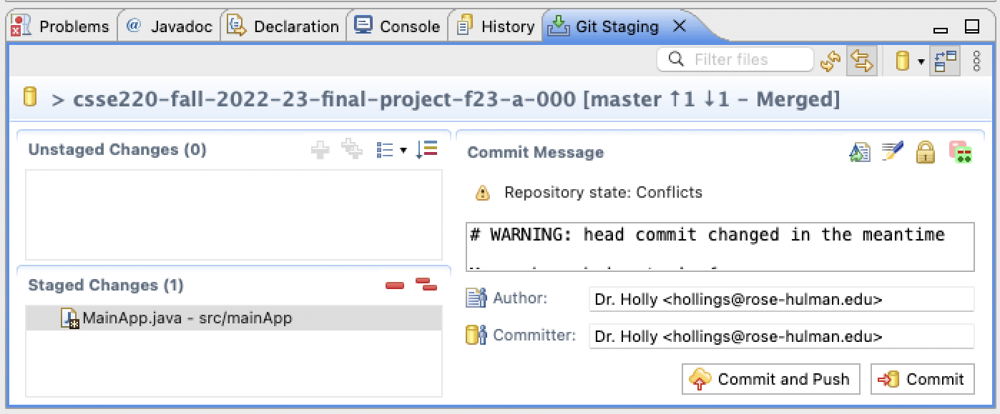 Problems @ Javadoc Declaration Console History Git Staging
Filter files
> csse220-fall-2022-23-final-project-f23-a-000 [master ↑1 ↓1 - Merged]
Unstaged Changes (0)
Commit Message
Repository state: Conflicts
# WARNING: head commit changed in the meantime
Staged Changes (1)
MainApp.java - src/mainApp
Author: Dr. Holly <hollings@rose-hulman.edu>
Committer: Dr. Holly <hollings@rose-hulman.edu>
Commit and Push Commit